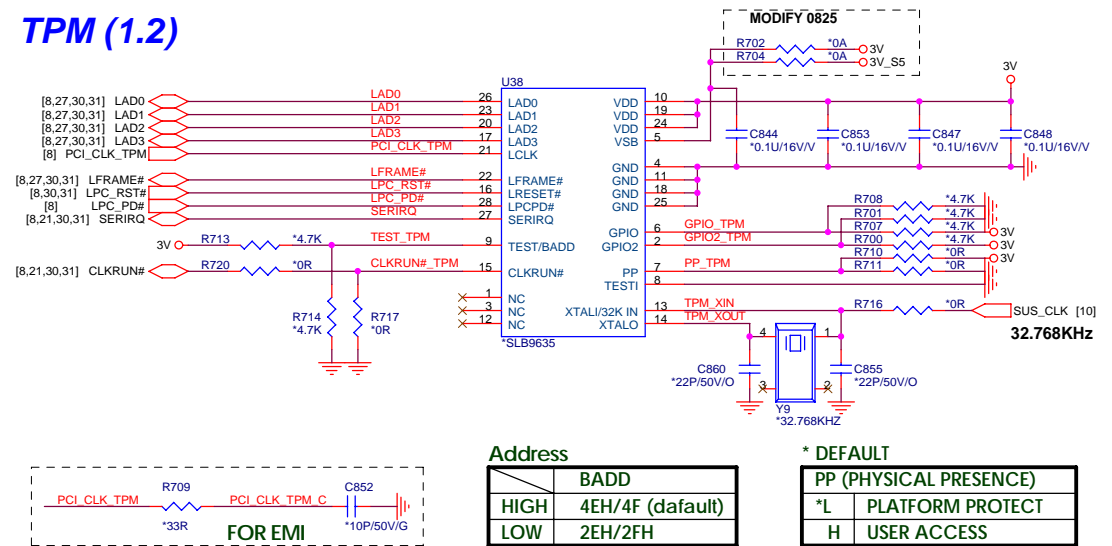 TPM (1.2)
MODIFY 0825
R702 *0A 3V
R704 *0A 3V_S5
3V
U38
[8,27,30,31] LAD0 LAD0 26 LAD0 VDD 10
[8,27,30,31] LAD1 LAD1 23 LAD1 VDD 19
[8,27,30,31] LAD2 LAD2 20 LAD2 VDD 24
[8,27,30,31] LAD3 LAD3 17 LAD3 VSB 5
[8] PCI_CLK_TPM PCI_CLK_TPM 21 LCLK
C844 *0.1U/16V/V
C853 *0.1U/16V/V
C847 *0.1U/16V/V
C848 *0.1U/16V/V
GND 4
[8,27,30,31] LFRAME# LFRAME# 22 LFRAME# GND 11
[8,30,31] LPC_RST# LPC_RST# 16 LRESET# GND 18
[8] LPC_PD# LPC_PD# 28 LPCPD# GND 25
[8,21,30,31] SERIRQ SERIRQ 27 SERIRQ
R708 *4.7K
R701 *4.7K
GPIO 6 GPIO_TPM R707 *4.7K 3V
3V R713 *4.7K TEST_TPM 9 TEST/BADD GPIO2 2 GPIO2_TPM R700 *4.7K 3V
R710 *0R 3V
[8,21,30,31] CLKRUN# R720 *0R CLKRUN#_TPM 15 CLKRUN# PP 7 PP_TPM R711 *0R
TESTI 8
1 NC
3 NC XTALI/32K IN 13 TPM_XIN R716 *0R SUS_CLK [10]
12 NC XTALO 14 TPM_XOUT
32.768KHz
R714 *4.7K
R717 *0R
*SLB9635
4 1
C860 *22P/50V/O
C855 *22P/50V/O
3 2
Y9
*32.768KHZ
PCI_CLK_TPM R709 PCI_CLK_TPM_C C852
*33R *10P/50V/G
FOR EMI
Address
BADD
HIGH 4EH/4F (dafault)
LOW 2EH/2FH
* DEFAULT
PP (PHYSICAL PRESENCE)
*L PLATFORM PROTECT
H USER ACCESS